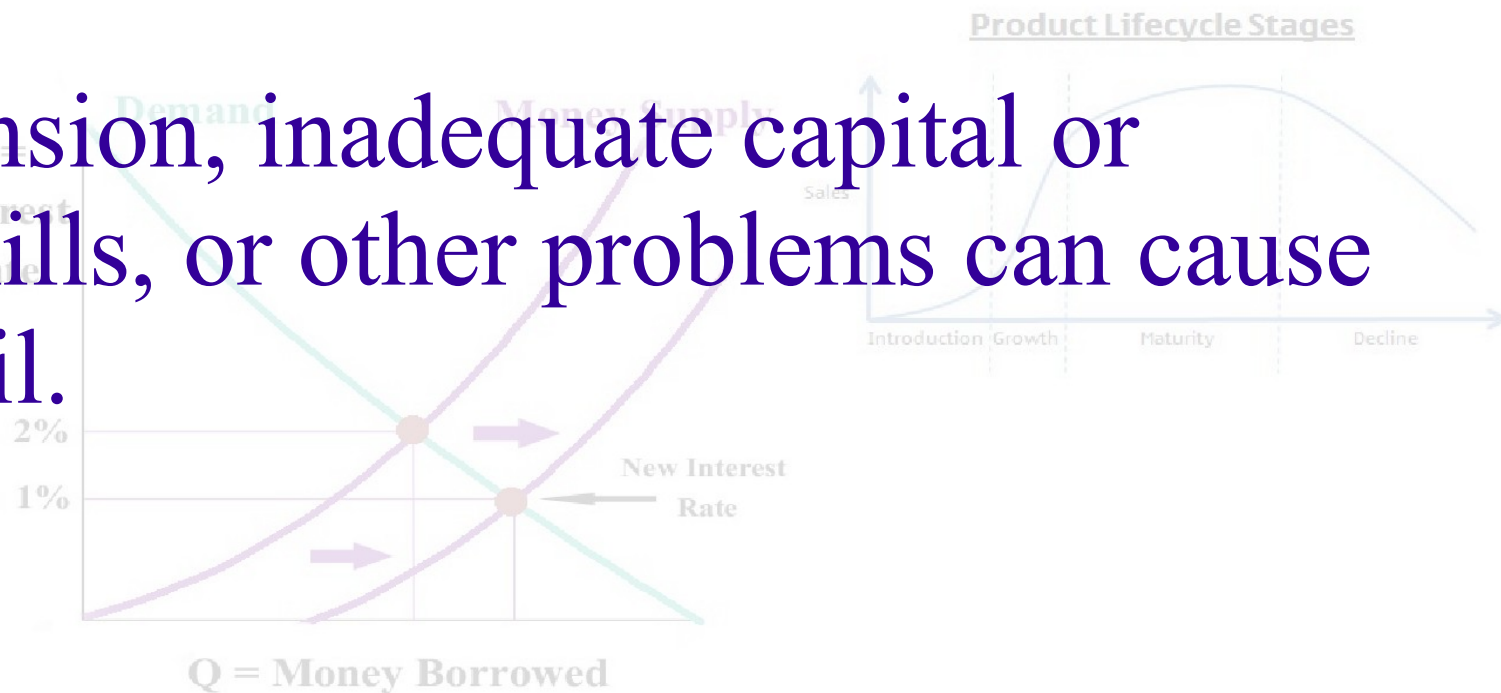 Product Lifecycle Stages
Demand
Money Supply
nsion, inadequate capital or
Sales
ills, or other problems can cause
Introduction Growth Maturity Decline
il.
2%
New Interest
1%
Rate
Q = Money Borrowed